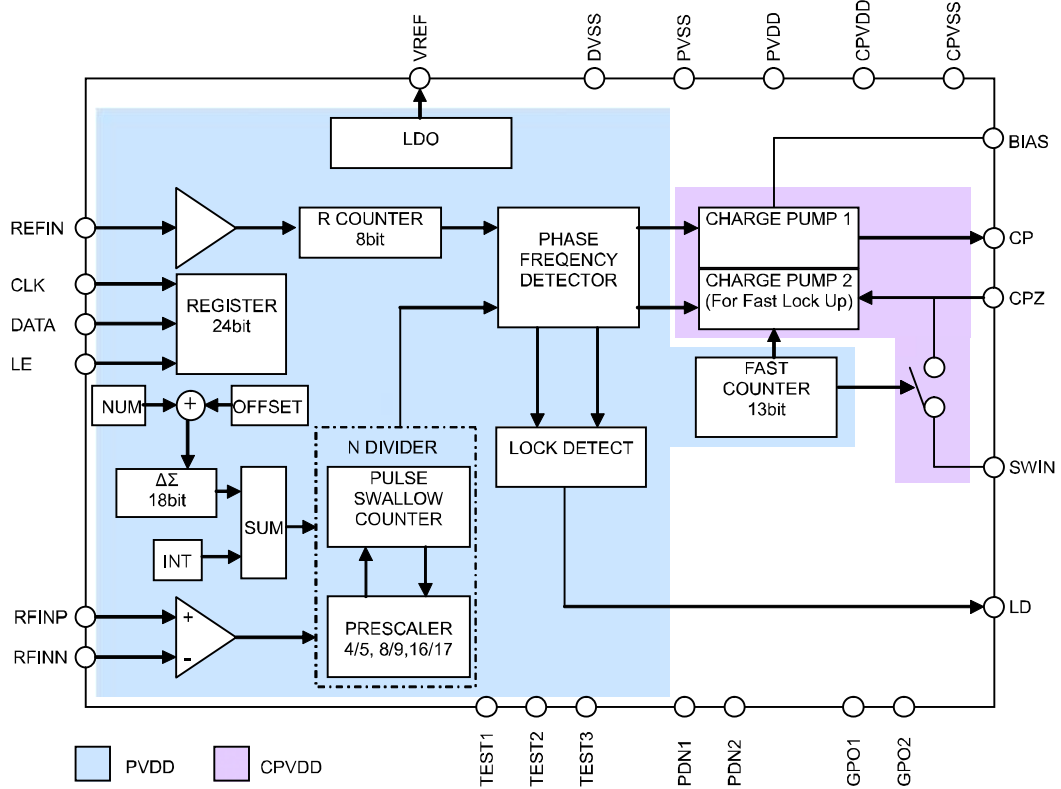 VREF
DVSS
PVSS
PVDD
CPVDD
CPVSS
LDO
BIAS
REFIN
R COUNTER
8bit
PHASE
FREQENCY
DETECTOR
CHARGE PUMP 1
CP
CHARGE PUMP 2
(For Fast Lock Up)
CPZ
CLK
DATA
LE
REGISTER
24bit
FAST
COUNTER
13bit
NUM
+
OFFSET
N DIVIDER
LOCK DETECT
SWIN
ΔΣ
18bit
SUM
PULSE
SWALLOW
COUNTER
INT
RFINP
RFINN
+
-
PRESCALER
4/5, 8/9,16/17
LD
TEST1
TEST2
TEST3
PDN1
PDN2
GPO1
GPO2
PVDD
CPVDD